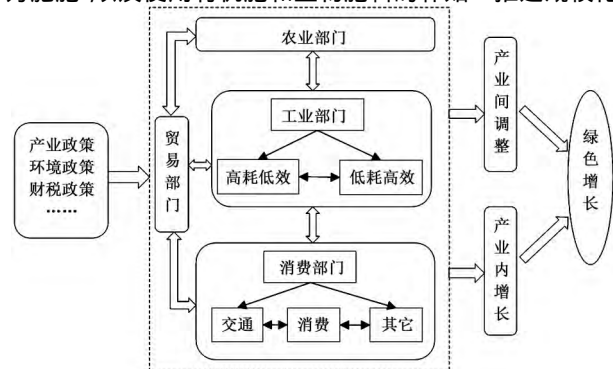 农业部门
产业政策
环境政策
财税政策
……
贸易部门
工业部门
高耗低效
低耗高效
消费部门
交通
消费
其它
产业间调整
产业内增长
绿色增长